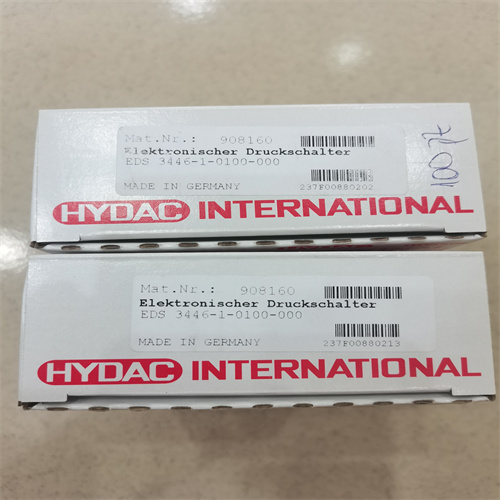 Mat.Nr.: 908160
Elektronischer Druckschalter
EDS 3446-1-0100-000
MADE IN GERMANY
237F00880202
HYDAC INTERNATIONAL
Mat.Nr.: 908160
Elektronischer Druckschalter
EDS 3446-1-0100-000
MADE IN GERMANY
237F00880213
HYDAC INTERNATIONAL